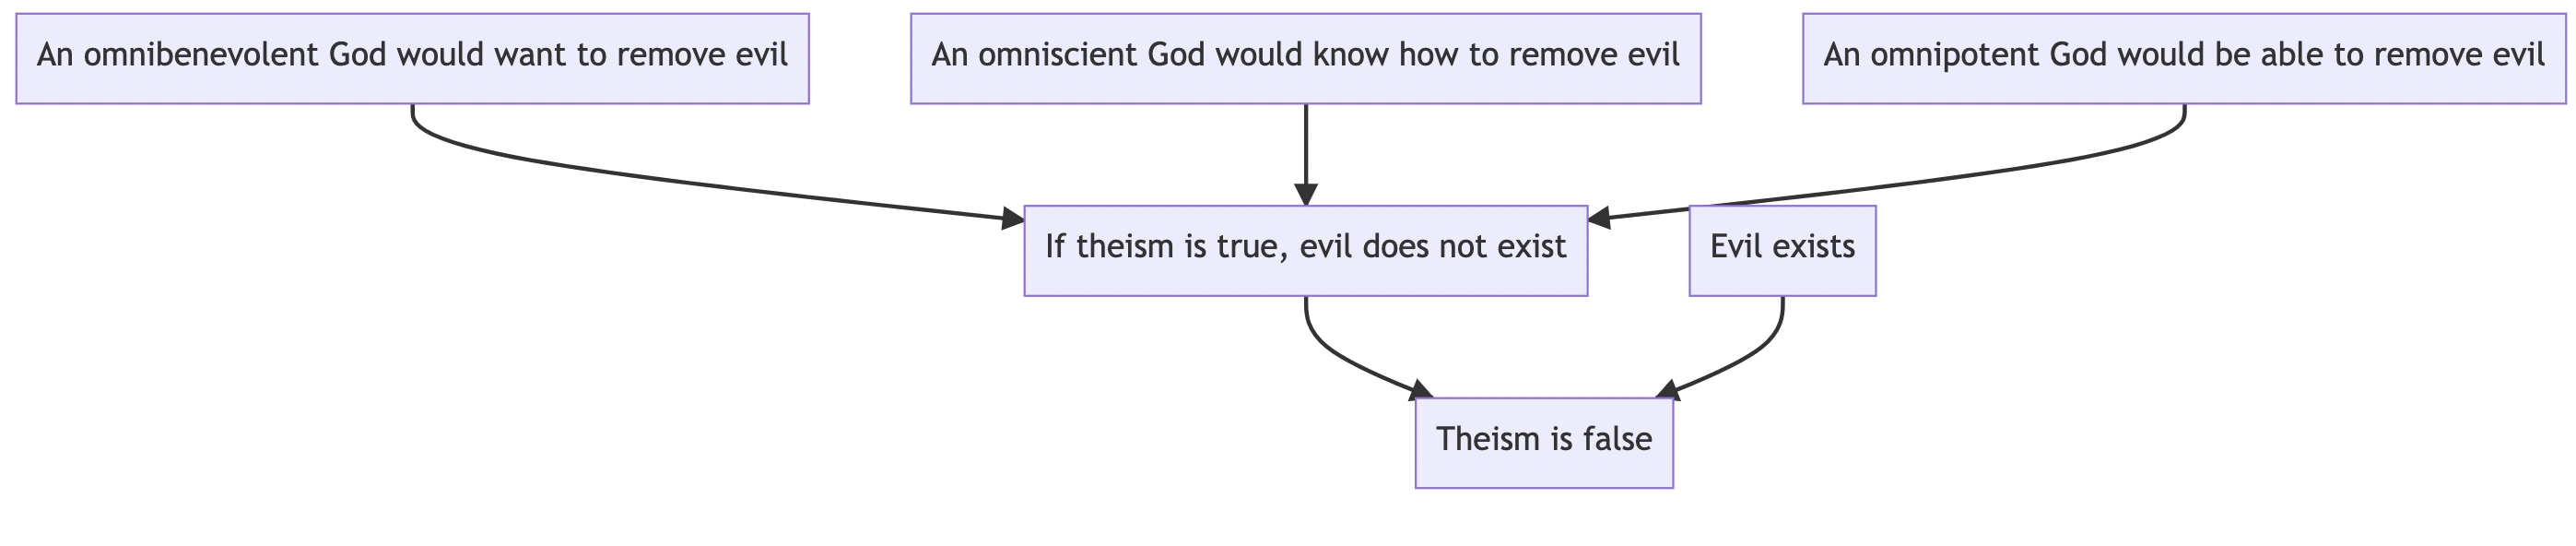 An omnibenevolent God would want to remove evil
An omniscient God would know how to remove evil
An omnipotent God would be able to remove evil
If theism is true, evil does not exist
Evil exists
Theism is false